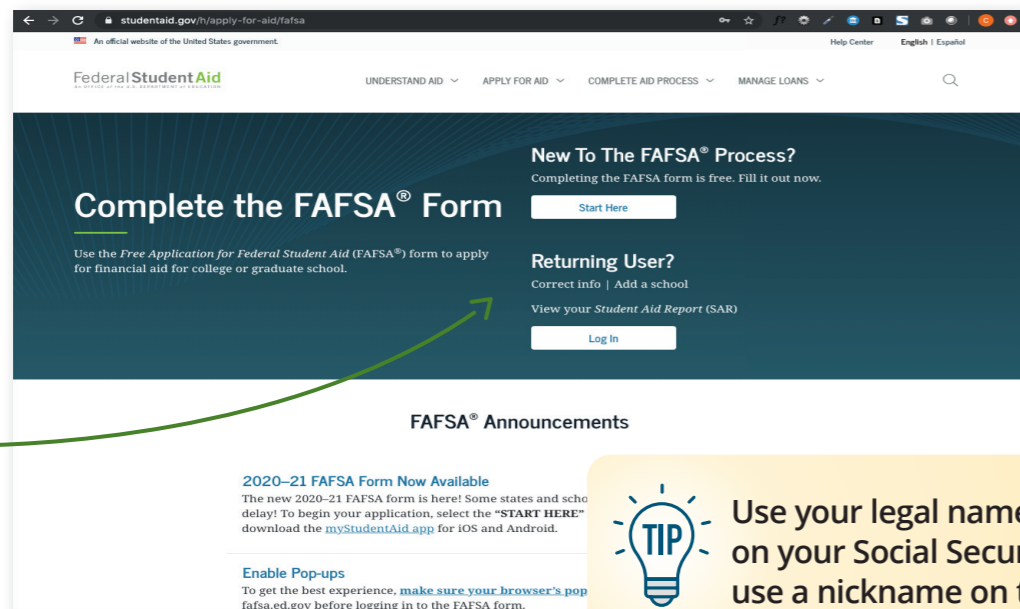 studentaid.gov/h/apply-for-aid/fafsa
An official website of the United States government.
Help Center English | Español
Federal Student Aid
An OFFICE of the U.S. DEPARTMENT of EDUCATION
UNDERSTAND AID APPLY FOR AID COMPLETE AID PROCESS MANAGE LOANS
Complete the FAFSA® Form
Use the Free Application for Federal Student Aid (FAFSA®) form to apply
for financial aid for college or graduate school.
New To The FAFSA® Process?
Completing the FAFSA form is free. Fill it out now.
Start Here
Returning User?
Correct info | Add a school
View your Student Aid Report (SAR)
Log In
FAFSA® Announcements
2020–21 FAFSA Form Now Available
The new 2020–21 FAFSA form is here! Some states and scho
delay! To begin your application, select the "START HERE"
download the myStudentAid app for iOS and Android.
Enable Pop-ups
To get the best experience, make sure your browser's pop
fafsa.ed.gov before logging in to the FAFSA form.
TIP
Use your legal name
on your Social Secur
use a nickname on t